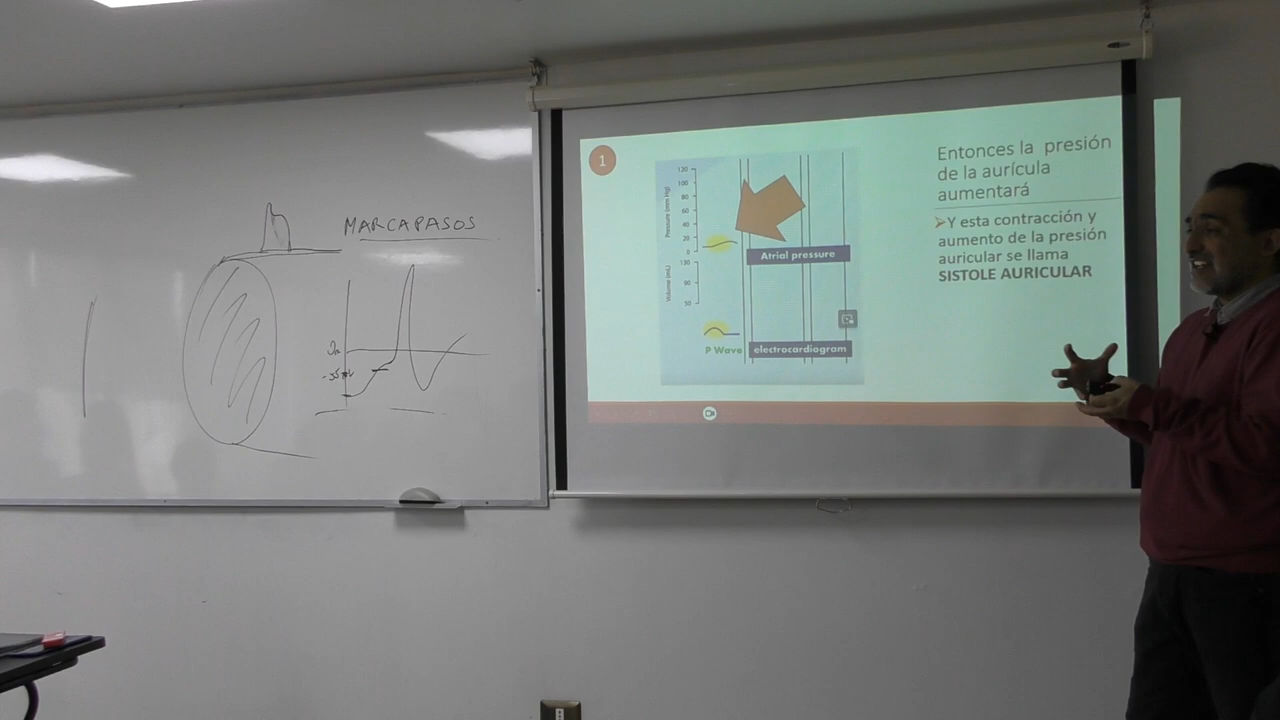 MARCAPASOS
1
Entonces la presión
de la aurícula
aumentará
➢Y esta contracción y
aumento de la presión
auricular se llama
SISTOLE AURICULAR
Pressure (mm Hg)
120
100
80
60
40
20
0
Atrial pressure
Volume (mL)
130
90
50
P Wave
electrocardiogram